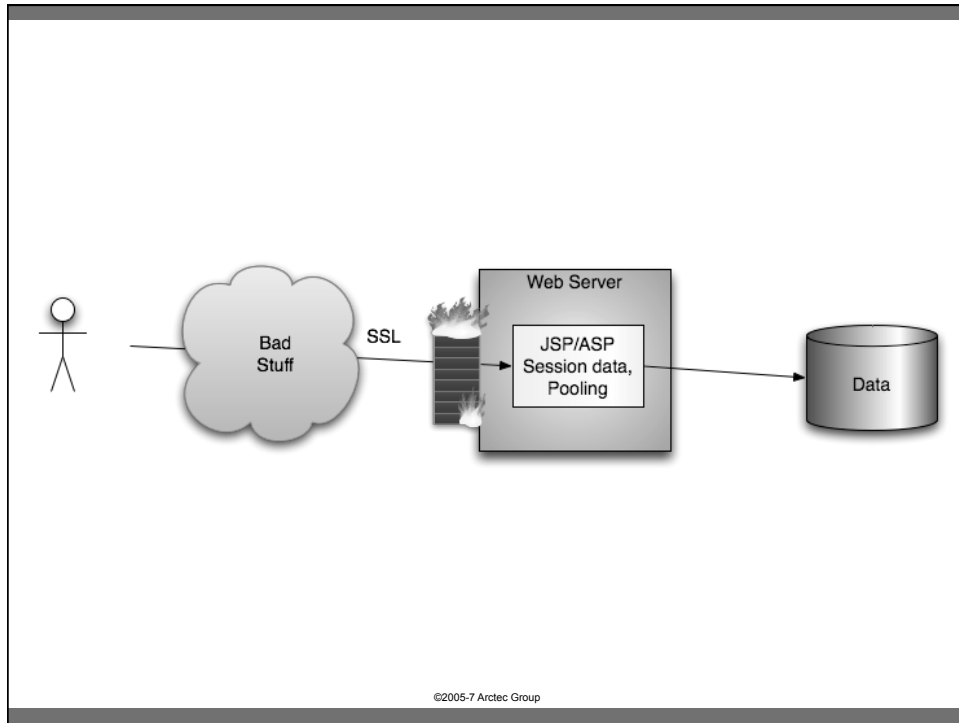 Bad
Stuff
SSL
Web Server
JSP/ASP
Session data,
Pooling
Data
©2005-7 Arctec Group